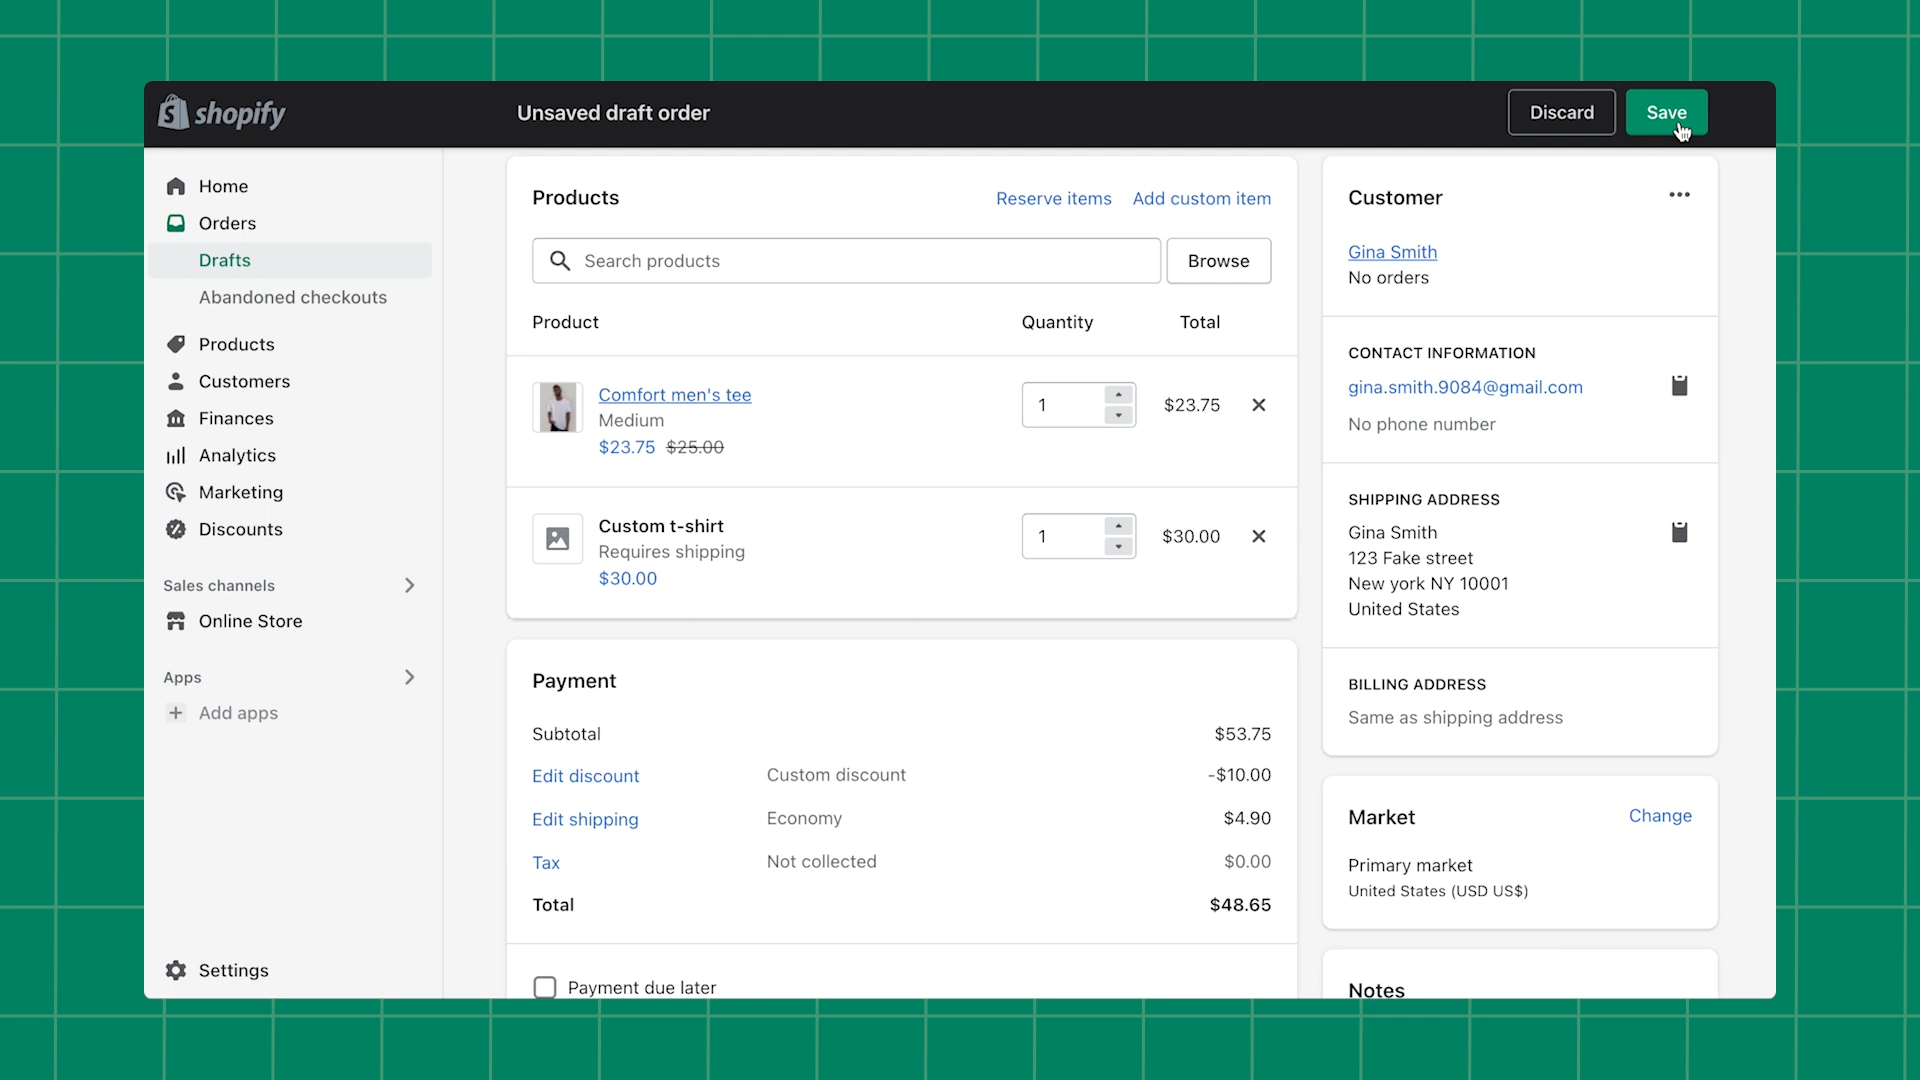 shopify
Unsaved draft order
Discard
Save
Home
Orders
Drafts
Abandoned checkouts
Products
Customers
Finances
Analytics
Marketing
Discounts
Sales channels
Online Store
Apps
Add apps
Settings
Products
Reserve items
Add custom item
Search products
Browse
Product
Quantity
Total
Comfort men's tee
Medium
$23.75 $25.00
1
$23.75
Custom t-shirt
Requires shipping
$30.00
1
$30.00
Payment
Subtotal $53.75
Edit discount Custom discount -$10.00
Edit shipping Economy $4.90
Tax Not collected $0.00
Total $48.65
Payment due later
Customer
Gina Smith
No orders
CONTACT INFORMATION
gina.smith.9084@gmail.com
No phone number
SHIPPING ADDRESS
Gina Smith
123 Fake street
New york NY 10001
United States
BILLING ADDRESS
Same as shipping address
Market
Change
Primary market
United States (USD US$)
Notes